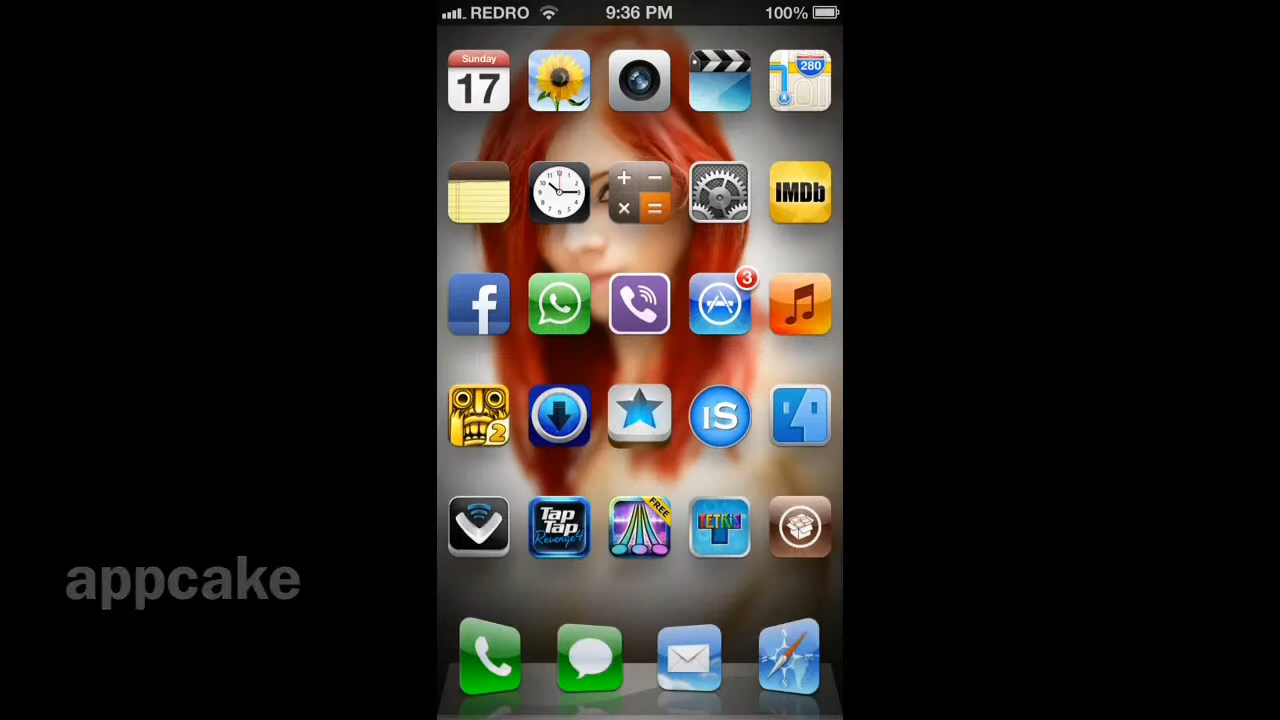 REDRO 9:36 PM 100%
Sunday
17
280
+ −
× =
IMDb
f
3
2
iS
Tap
Tap
Revenge 4
FREE
TETRIS
appcake